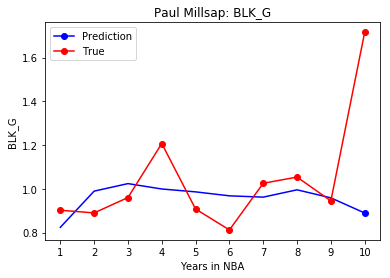 Paul Millsap: BLK_G
Prediction
True
BLK_G
1.6
1.4
1.2
1.0
0.8
1 2 3 4 5 6 7 8 9 10
Years in NBA